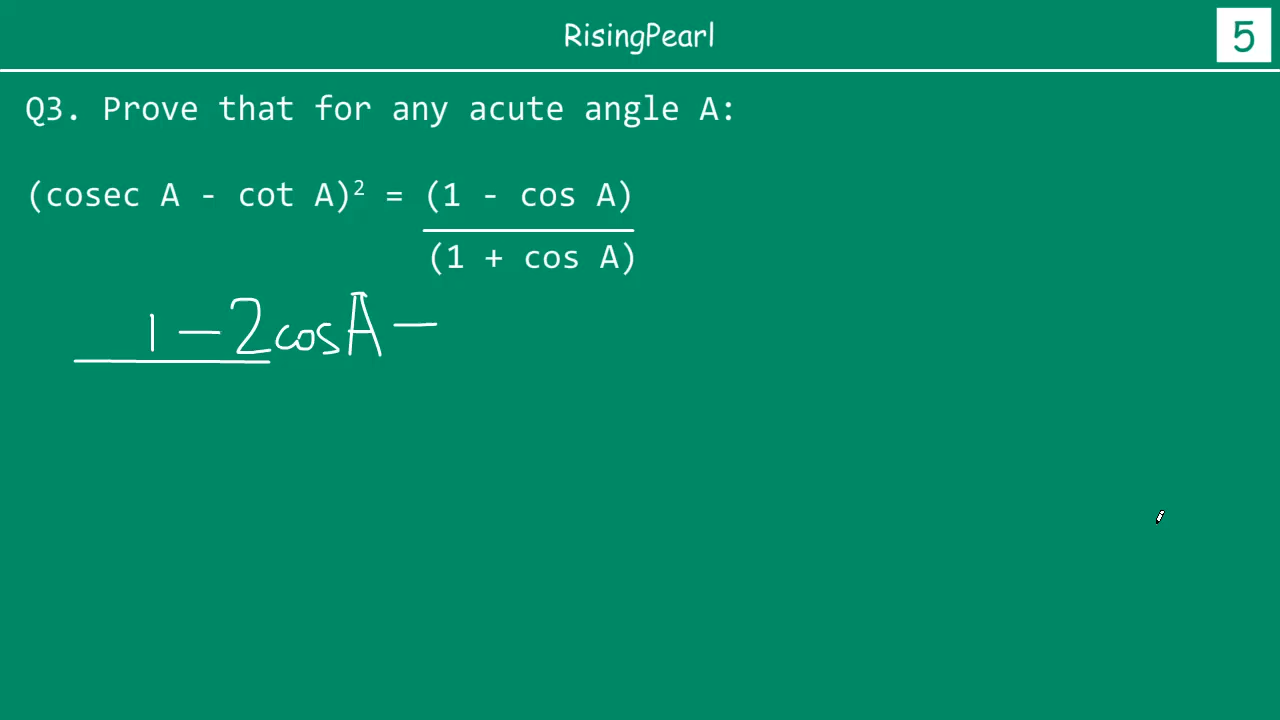 RisingPearl
5
Q3. Prove that for any acute angle A:
(cosec A - cot A)² = (1 - cos A)
(1 + cos A)
1 - 2cosA -